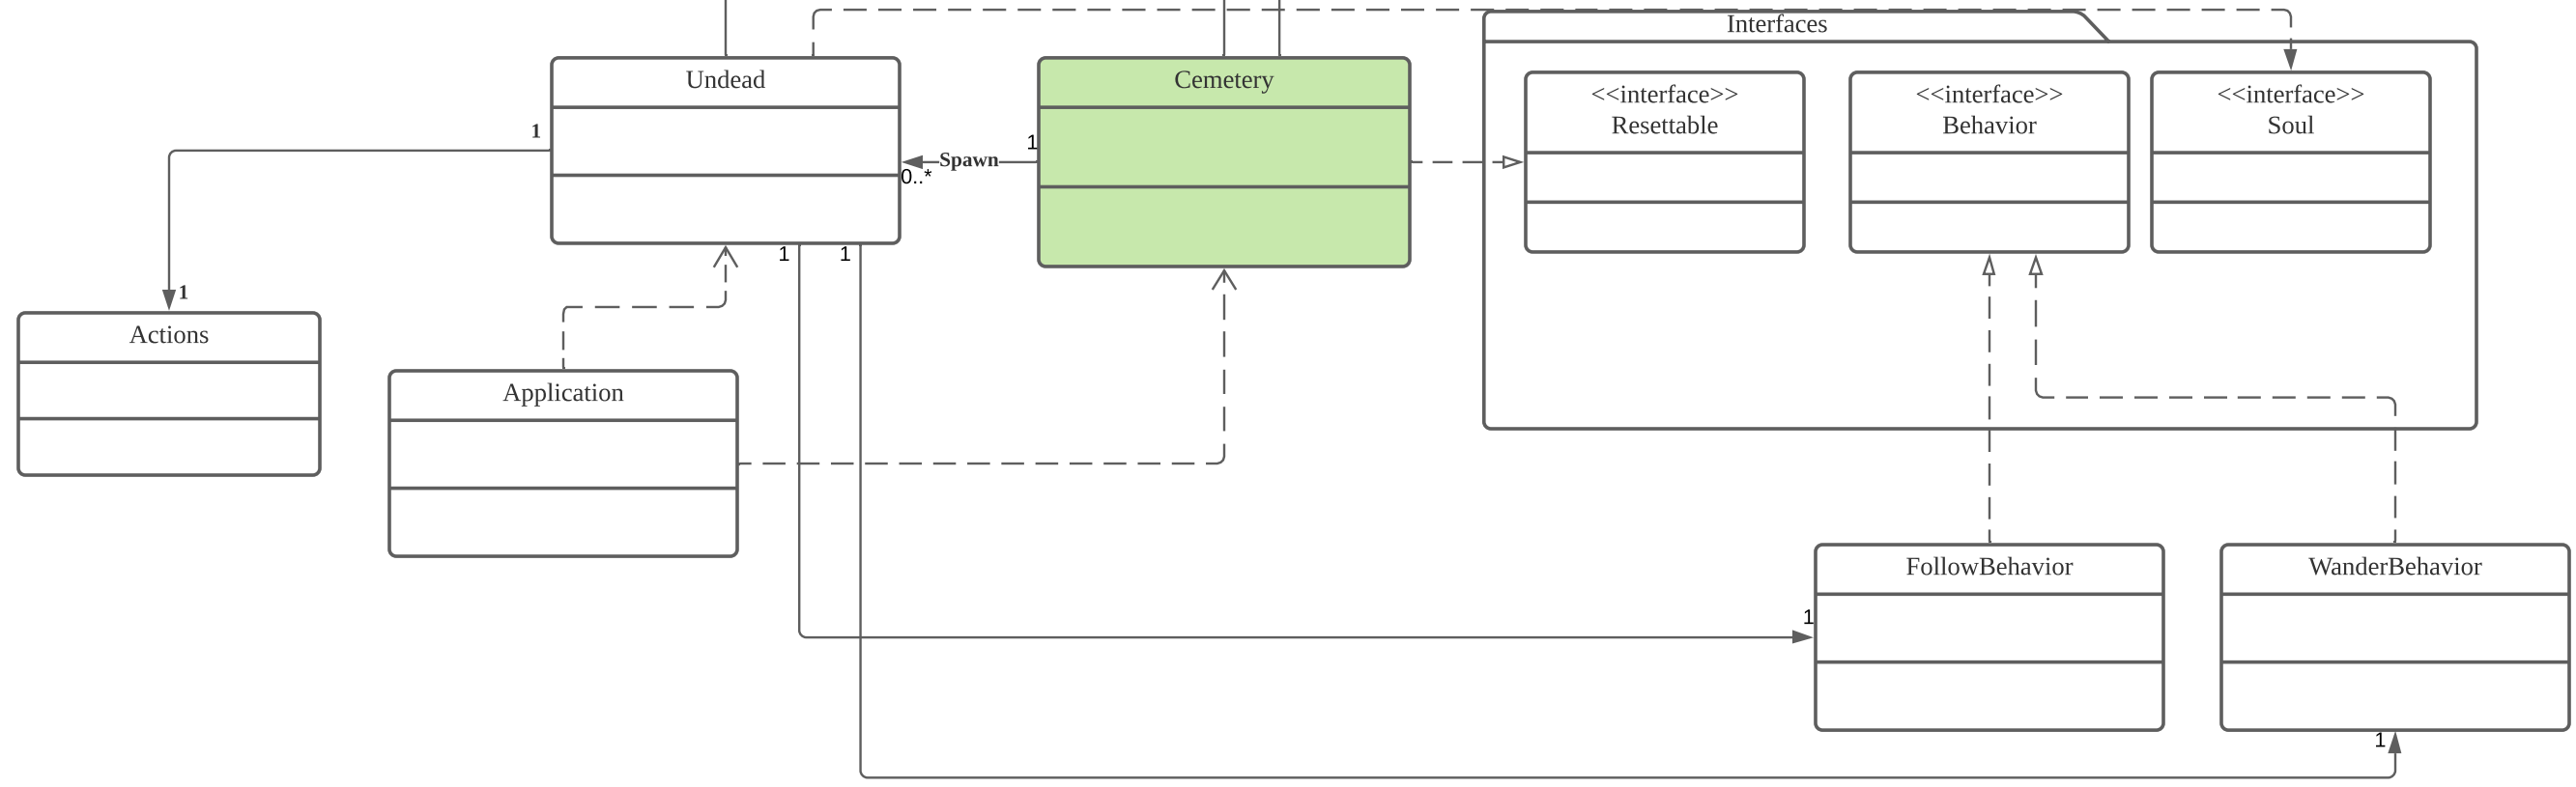 Interfaces
Undead
Cemetery
<<interface>>
Resettable
<<interface>>
Behavior
<<interface>>
Soul
1
1
Spawn
0..*
1
1
1
Actions
Application
FollowBehavior
WanderBehavior
1
1